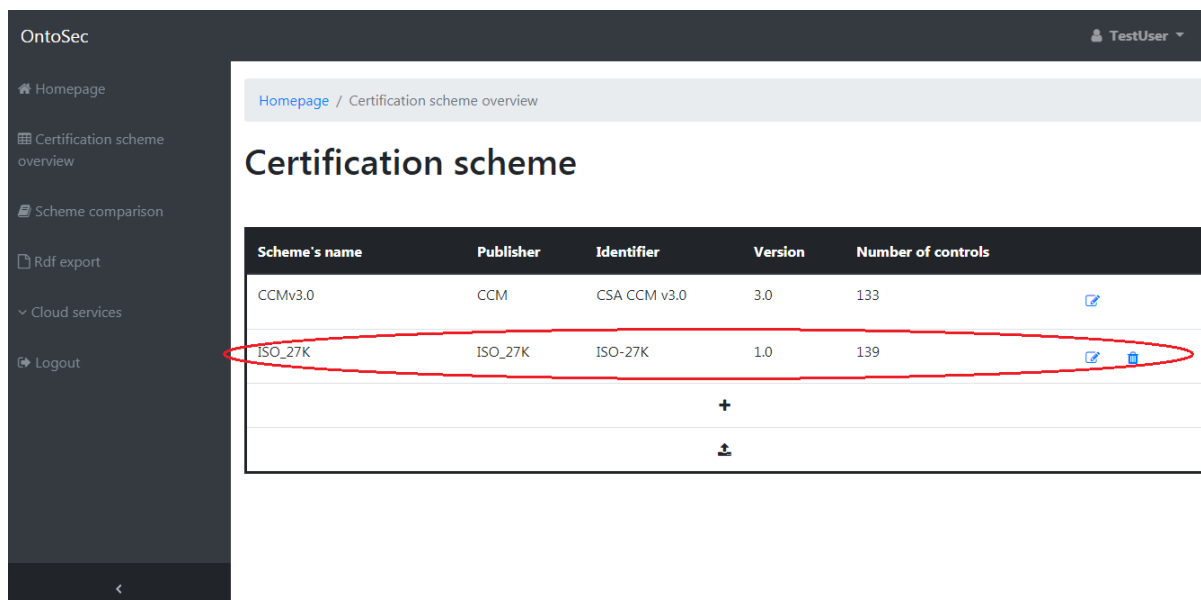 OntoSec
TestUser
Homepage
Certification scheme
overview
Scheme comparison
Rdf export
Cloud services
Logout
Homepage / Certification scheme overview
Certification scheme
Scheme's name Publisher Identifier Version Number of controls
CCMv3.0 CCM CSA CCM v3.0 3.0 133
ISO_27K ISO_27K ISO-27K 1.0 139